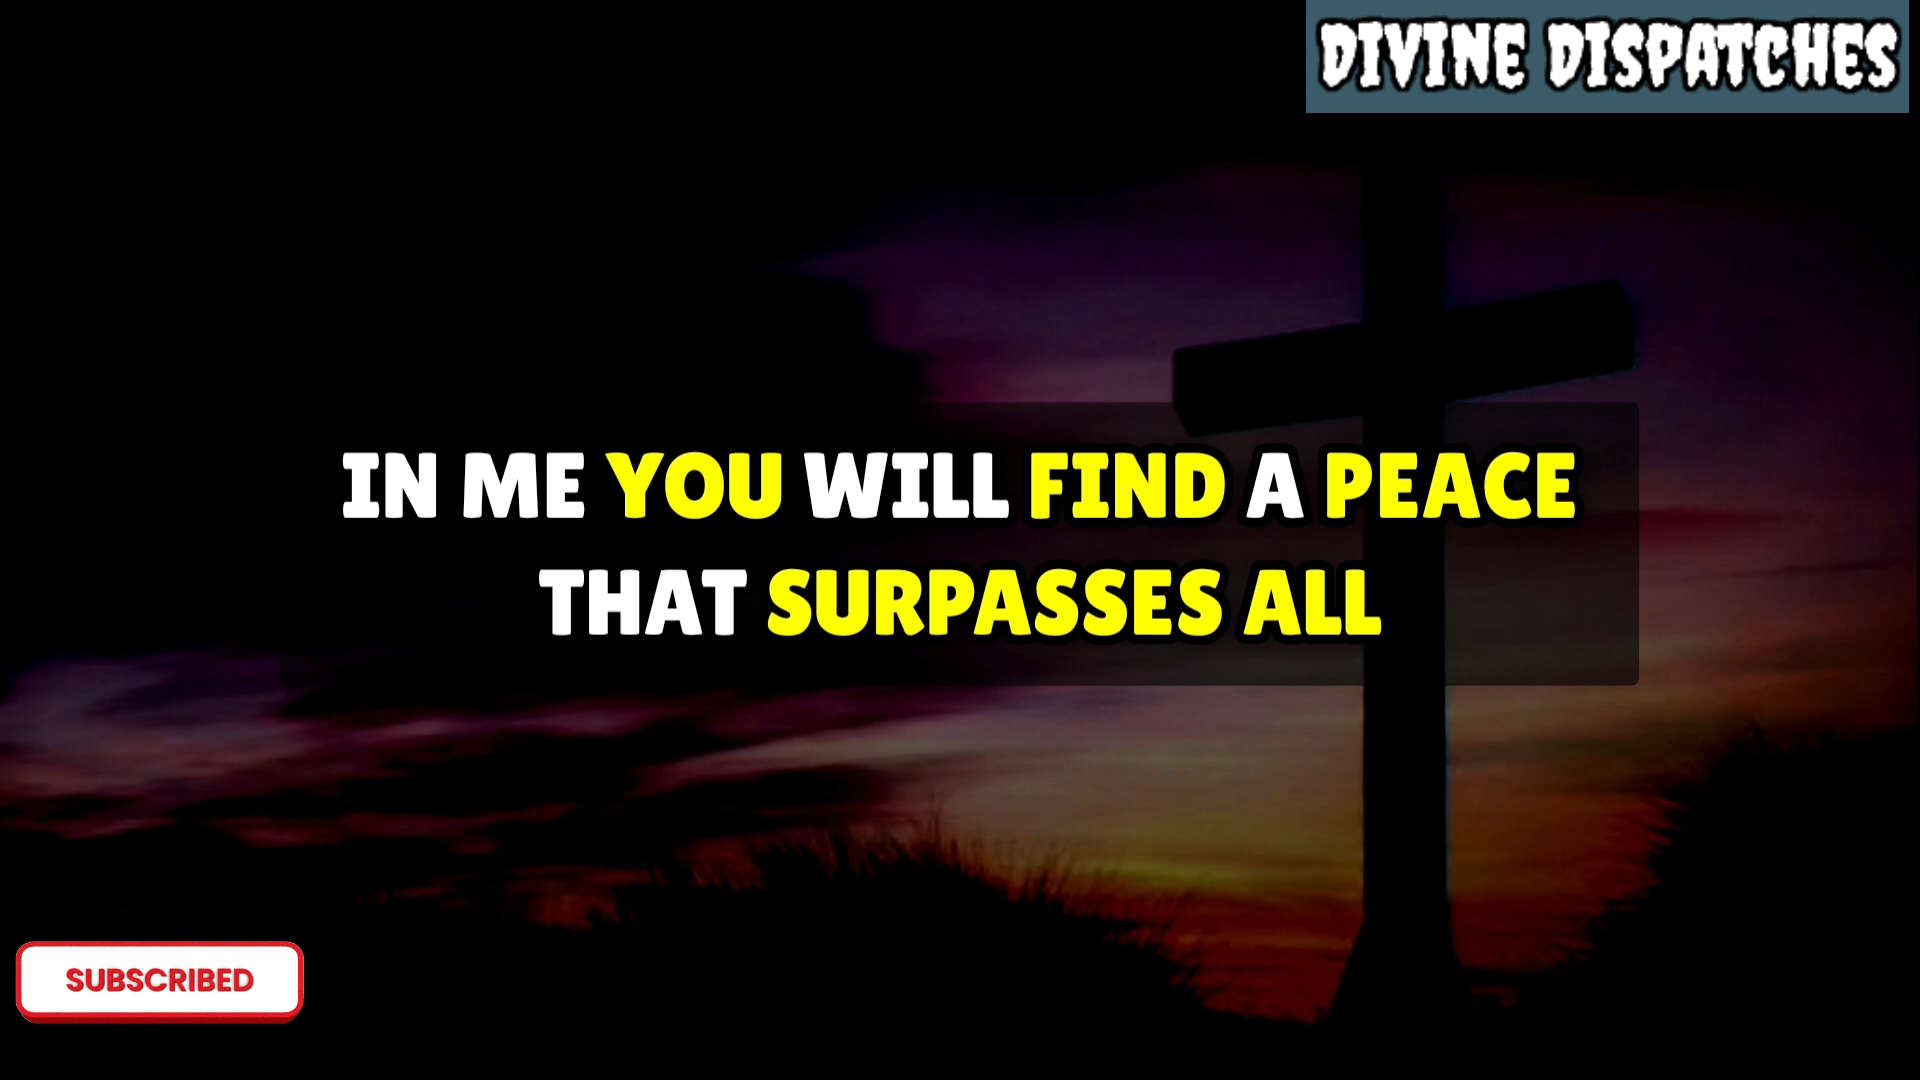 DIVINE DISPATCHES
IN ME YOU WILL FIND A PEACE
THAT SURPASSES ALL
SUBSCRIBED